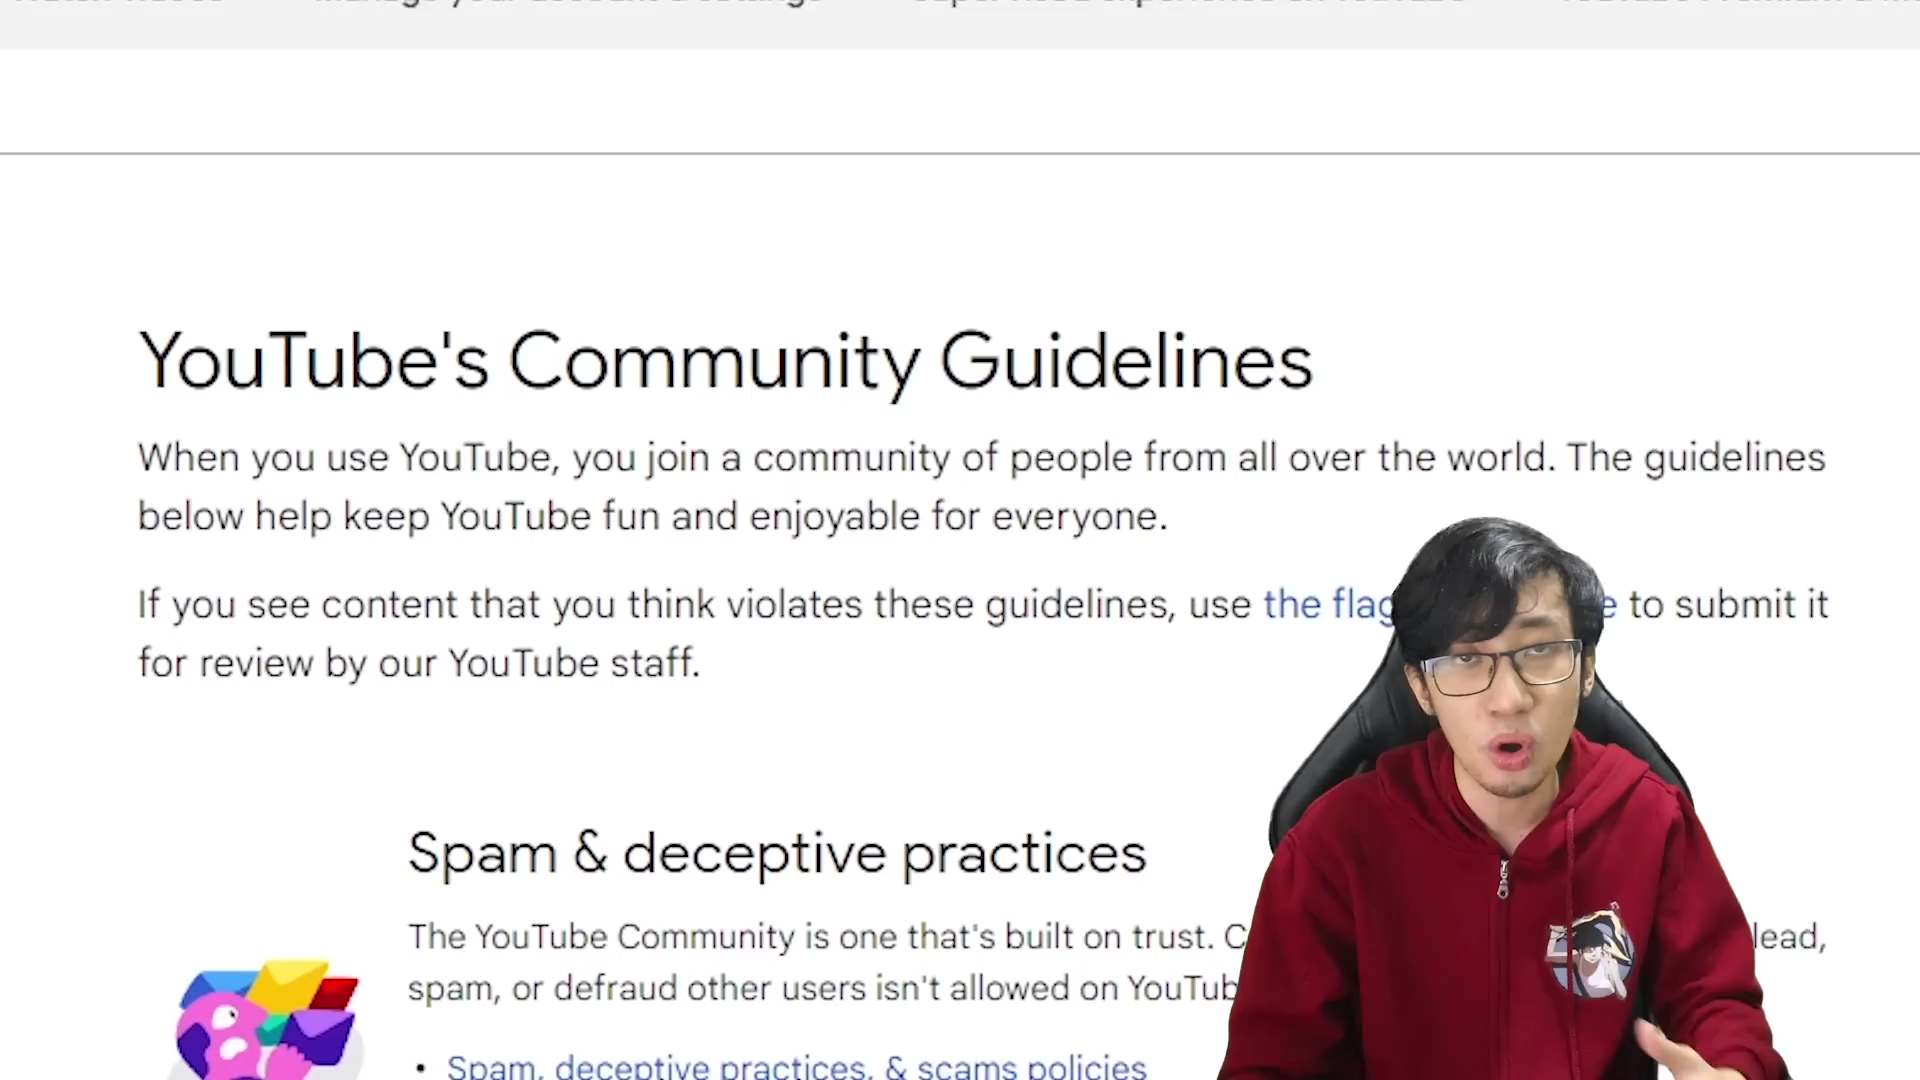 YouTube's Community Guidelines
When you use YouTube, you join a community of people from all over the world. The guidelines
below help keep YouTube fun and enjoyable for everyone.
If you see content that you think violates these guidelines, use the flag to submit it
for review by our YouTube staff.
Spam & deceptive practices
The YouTube Community is one that's built on trust. lead,
spam, or defraud other users isn't allowed on YouTub
• Spam, deceptive practices, & scams policies